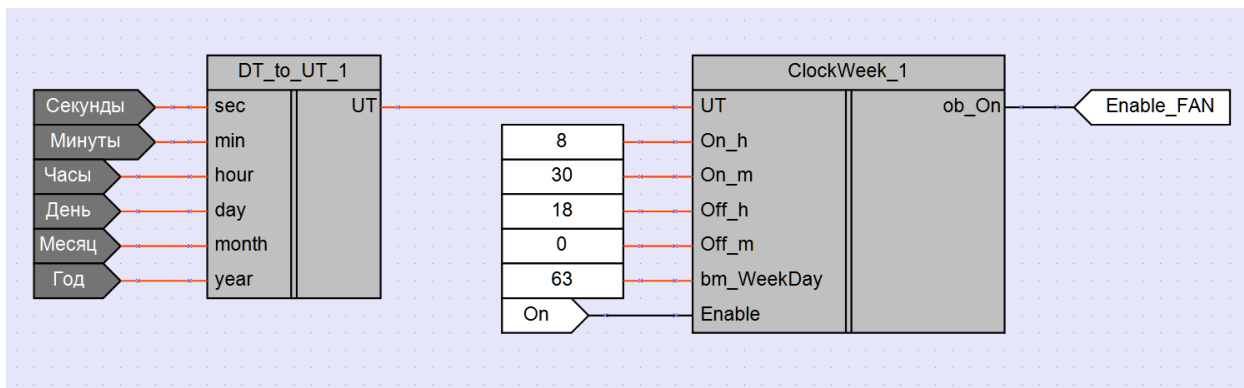 DT_to_UT_1
ClockWeek_1
Секунды
sec
UT
UT
ob_On
Enable_FAN
Минуты
min
8
On_h
Часы
hour
30
On_m
День
day
18
Off_h
Месяц
month
0
Off_m
Год
year
63
bm_WeekDay
On
Enable